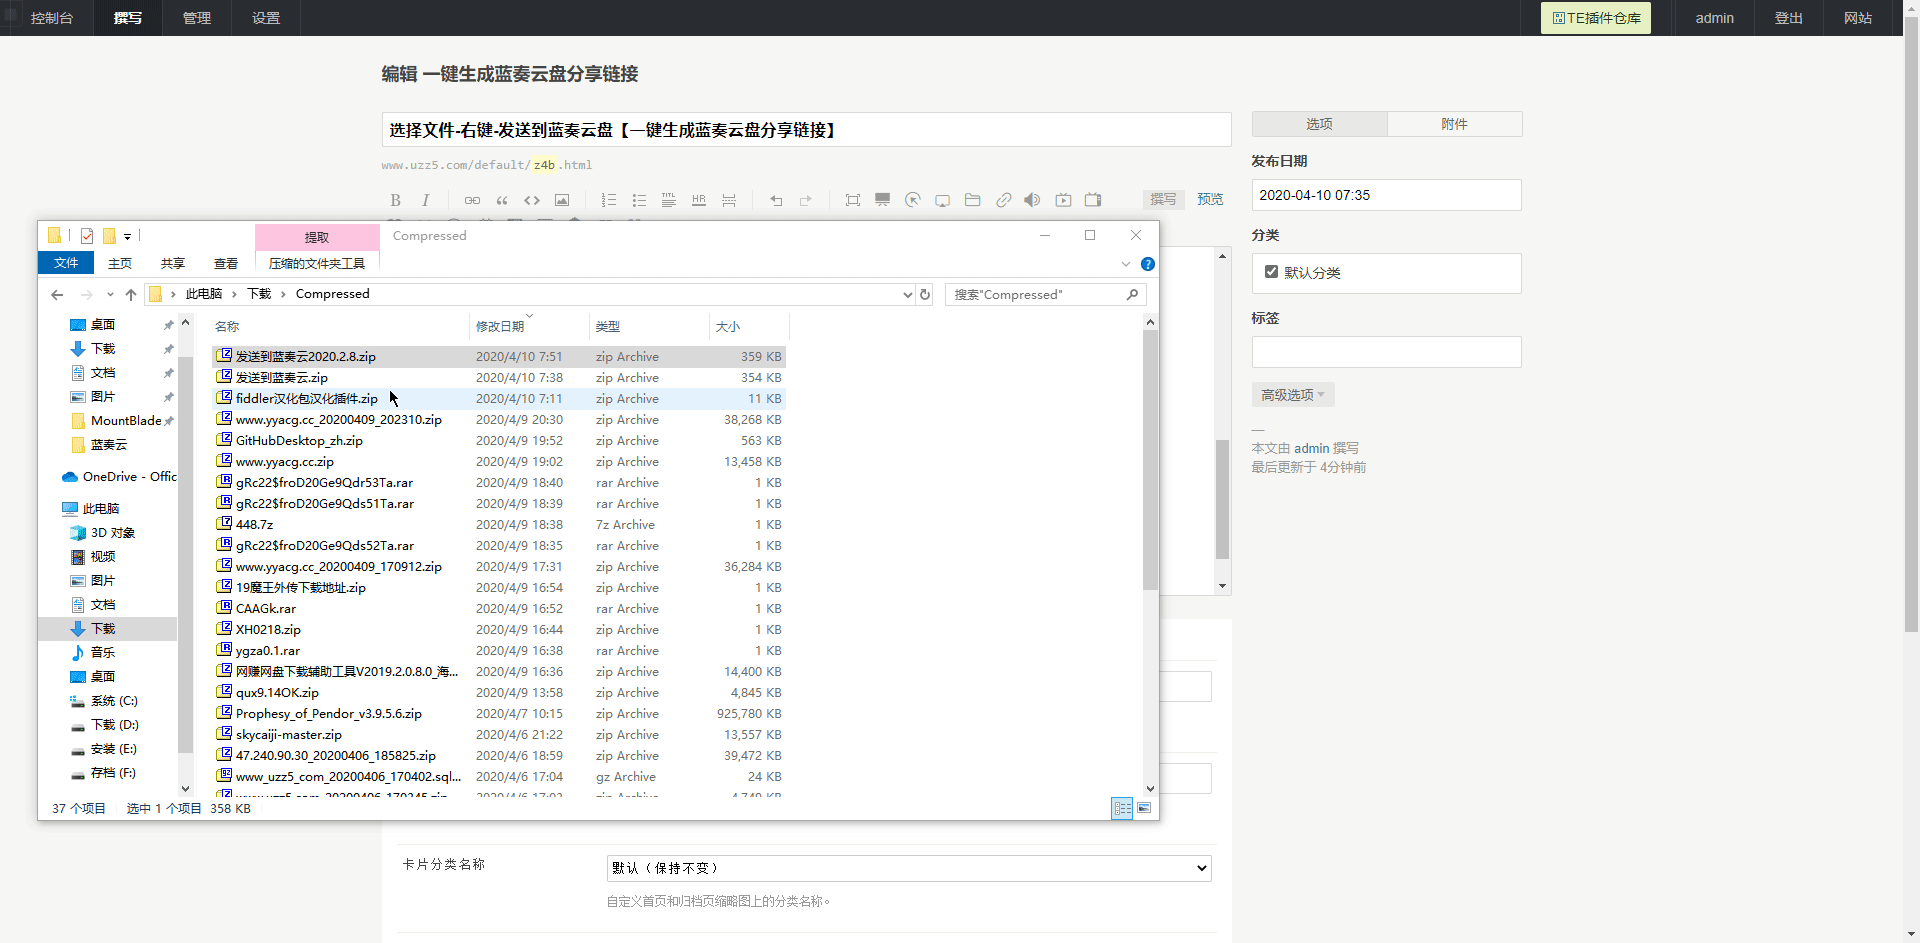 控制台 撰写 管理 设置 TE插件仓库 admin 登出 网站
编辑 一键生成蓝奏云盘分享链接
选择文件-右键-发送到蓝奏云盘【一键生成蓝奏云盘分享链接】
www.uzz5.com/default/z4b.html
B I TITL HR 撰写 预览
选项 附件
发布日期
2020-04-10 07:35
分类
默认分类
标签
高级选项
—
本文由 admin 撰写
最后更新于 4分钟前
提取 Compressed
文件 主页 共享 查看 压缩的文件夹工具
此电脑 › 下载 › Compressed 搜索"Compressed"
桌面
下载
文档
图片
MountBlade
蓝奏云
OneDrive - Offic
此电脑
3D 对象
视频
图片
文档
下载
音乐
桌面
系统 (C:)
下载 (D:)
安装 (E:)
存档 (F:)
名称 修改日期 类型 大小
发送到蓝奏云2020.2.8.zip 2020/4/10 7:51 zip Archive 359 KB
发送到蓝奏云.zip 2020/4/10 7:38 zip Archive 354 KB
fiddler汉化包汉化插件.zip 2020/4/10 7:11 zip Archive 11 KB
www.yyacg.cc_20200409_202310.zip 2020/4/9 20:30 zip Archive 38,268 KB
GitHubDesktop_zh.zip 2020/4/9 19:52 zip Archive 563 KB
www.yyacg.cc.zip 2020/4/9 19:02 zip Archive 13,458 KB
gRc22$froD20Ge9Qdr53Ta.rar 2020/4/9 18:40 rar Archive 1 KB
gRc22$froD20Ge9Qds51Ta.rar 2020/4/9 18:39 rar Archive 1 KB
448.7z 2020/4/9 18:38 7z Archive 1 KB
gRc22$froD20Ge9Qds52Ta.rar 2020/4/9 18:35 rar Archive 1 KB
www.yyacg.cc_20200409_170912.zip 2020/4/9 17:31 zip Archive 36,284 KB
19魔王外传下载地址.zip 2020/4/9 16:54 zip Archive 1 KB
CAAGk.rar 2020/4/9 16:52 rar Archive 1 KB
XH0218.zip 2020/4/9 16:44 zip Archive 1 KB
ygza0.1.rar 2020/4/9 16:38 rar Archive 1 KB
网赚网盘下载辅助工具V2019.2.0.8.0_海... 2020/4/9 16:36 zip Archive 14,400 KB
qux9.14OK.zip 2020/4/9 13:58 zip Archive 4,845 KB
Prophesy_of_Pendor_v3.9.5.6.zip 2020/4/7 10:15 zip Archive 925,780 KB
skycaiji-master.zip 2020/4/6 21:22 zip Archive 13,557 KB
47.240.90.30_20200406_185825.zip 2020/4/6 18:59 zip Archive 39,472 KB
www_uzz5_com_20200406_170402.sql... 2020/4/6 17:04 gz Archive 24 KB
37 个项目 选中 1 个项目 358 KB
卡片分类名称 默认（保持不变）
自定义首页和归档页缩略图上的分类名称。